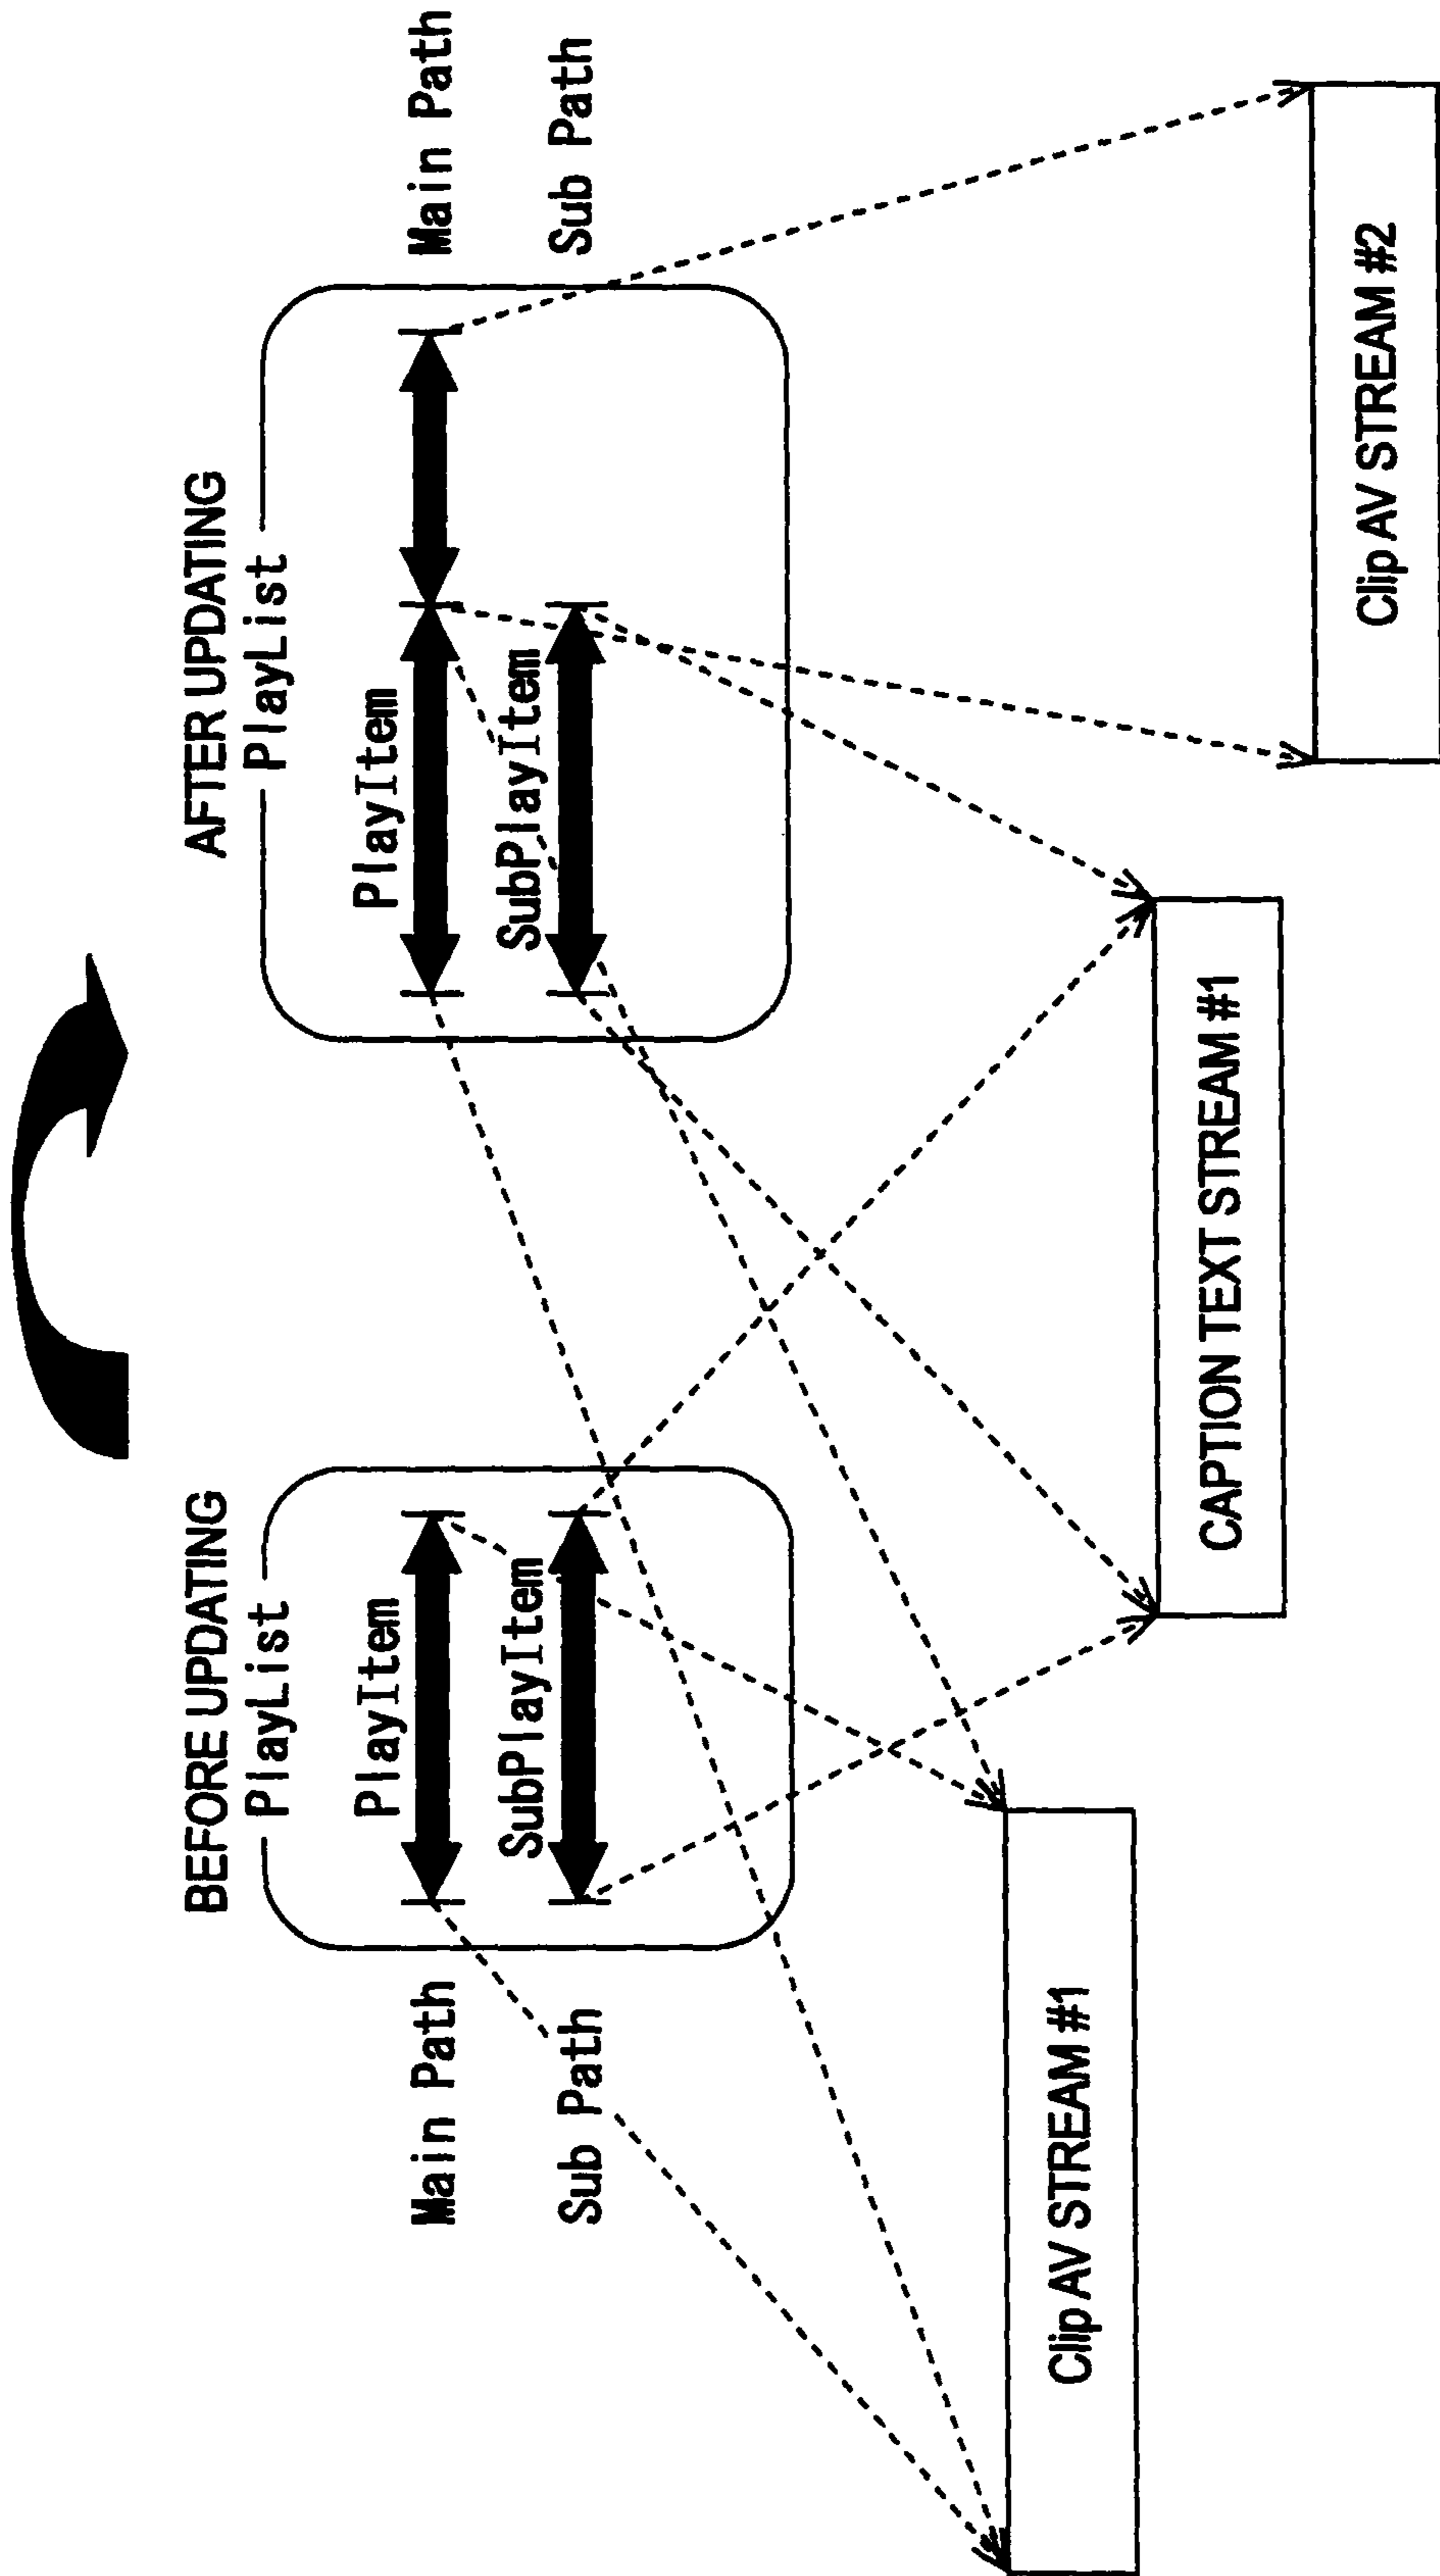 BEFORE UPDATING
PlayList
PlayItem
SubPlayItem
Main Path
Sub Path
AFTER UPDATING
PlayList
PlayItem
SubPlayItem
Main Path
Sub Path
Clip AV STREAM #1
CAPTION TEXT STREAM #1
Clip AV STREAM #2